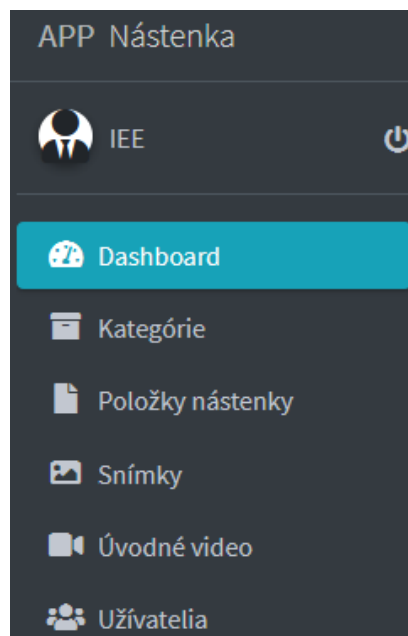 APP Nástenka
IEE
Dashboard
Kategórie
Položky nástenky
Snímky
Úvodné video
Užívatelia